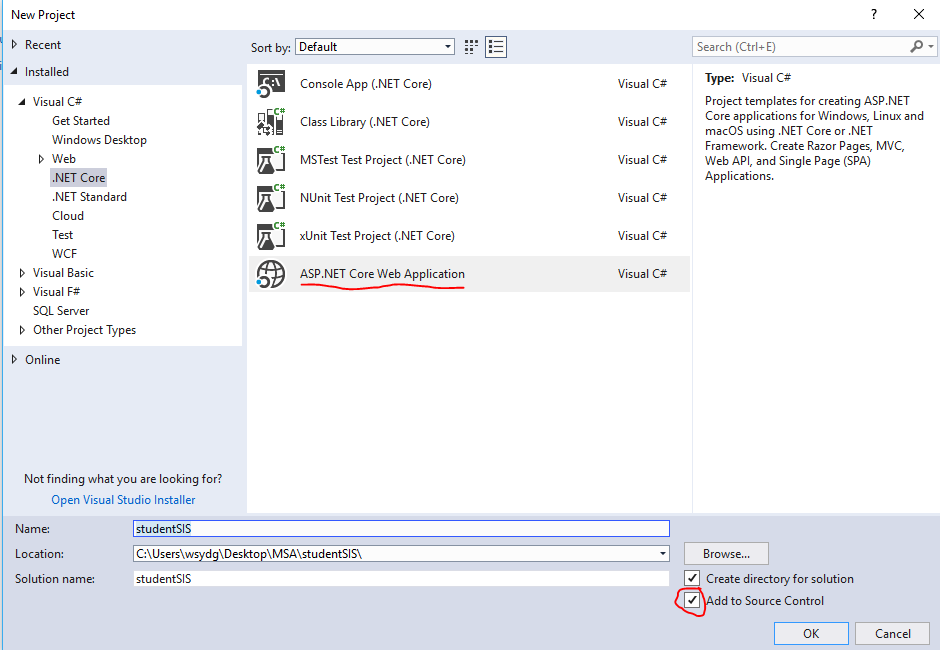 New Project
?
Recent
Installed
Visual C#
Get Started
Windows Desktop
Web
.NET Core
.NET Standard
Cloud
Test
WCF
Visual Basic
Visual F#
SQL Server
Other Project Types
Online
Not finding what you are looking for?
Open Visual Studio Installer
Sort by: Default
C:\
Console App (.NET Core) Visual C#
C#
Class Library (.NET Core) Visual C#
C#
MSTest Test Project (.NET Core) Visual C#
C#
NUnit Test Project (.NET Core) Visual C#
C#
xUnit Test Project (.NET Core) Visual C#
ASP.NET Core Web Application Visual C#
Search (Ctrl+E)
Type: Visual C#
Project templates for creating ASP.NET
Core applications for Windows, Linux and
macOS using .NET Core or .NET
Framework. Create Razor Pages, MVC,
Web API, and Single Page (SPA)
Applications.
Name: studentSIS
Location: C:\Users\wsydg\Desktop\MSA\studentSIS\
Browse...
Solution name: studentSIS
Create directory for solution
Add to Source Control
OK
Cancel